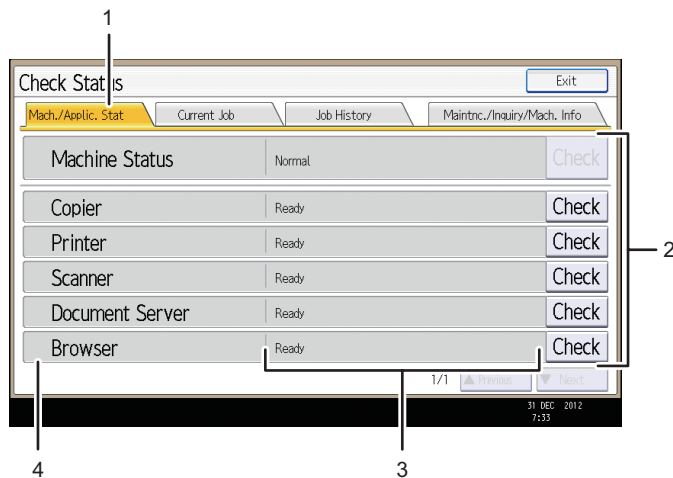 1
Check Status
Exit
Mach./Applic. Stat
Current Job
Job History
Maintnc./Inquiry/Mach. Info
Machine Status
Normal
Check
Copier
Ready
Check
Printer
Ready
Check
Scanner
Ready
Check
Document Server
Ready
Check
Browser
Ready
Check
2
1/1
▲ Previous
▼ Next
31 DEC 2012
7:33
4
3